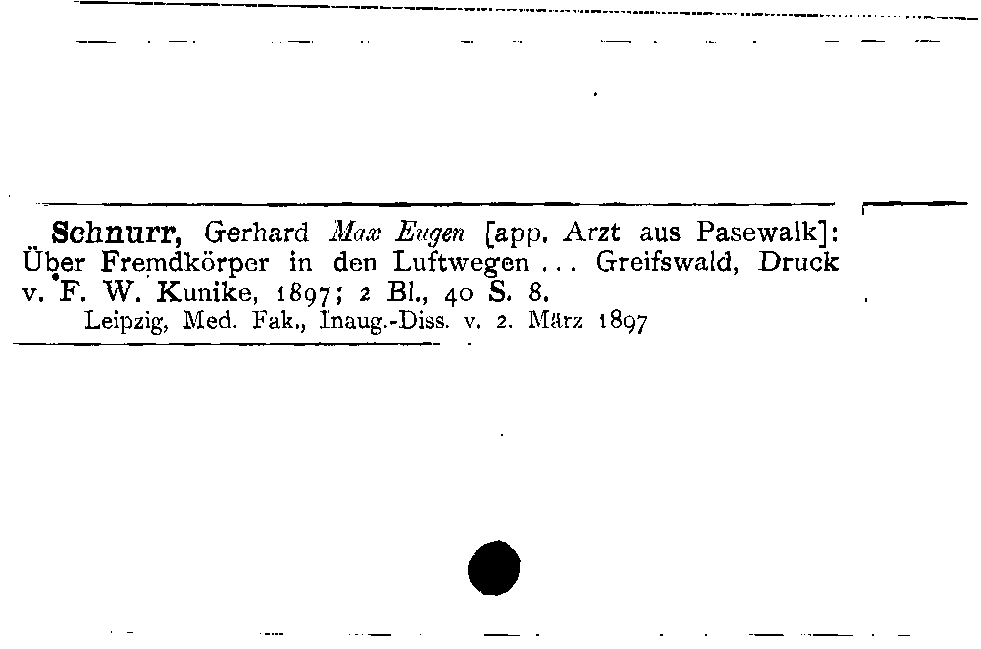 Schnurr, Gerhard Max Eugen [app. Arzt aus Pasewalk]:
Über Fremdkörper in den Luftwegen ... Greifswald, Druck
v. F. W. Kunike, 1897; 2 Bl., 40 S. 8.
Leipzig, Med. Fak., Inaug.-Diss. v. 2. März 1897